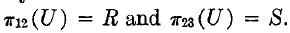 π₁₂(U) = R and π₂₃(U) = S.